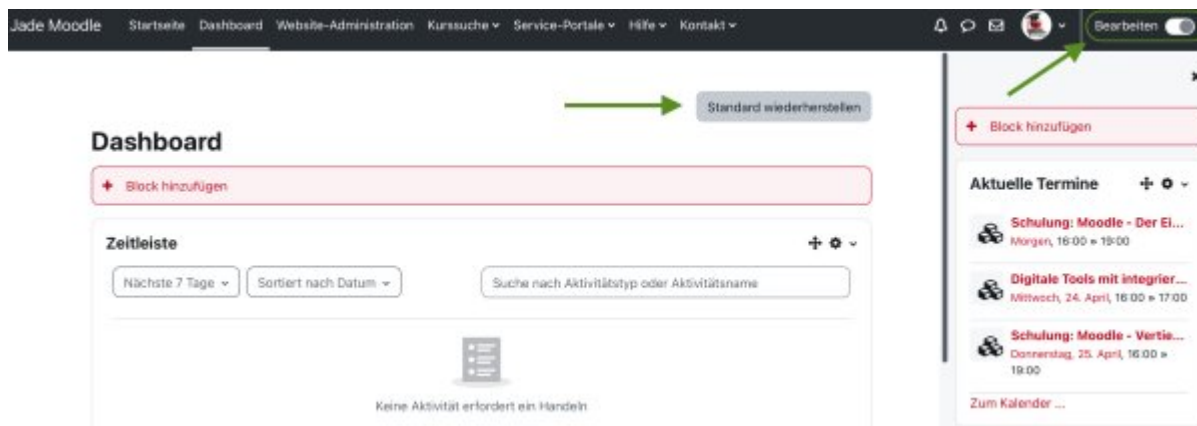 Jade Moodle Startseite Dashboard Website-Administration Kurssuche Service-Portale Hilfe Kontakt Bearbeiten
Standard wiederherstellen
Dashboard
+ Block hinzufügen
Zeitleiste
Nächste 7 Tage Sortiert nach Datum Suche nach Aktivitätstyp oder Aktivitätsname
Keine Aktivität erfordert ein Handeln
+ Block hinzufügen
Aktuelle Termine
Schulung: Moodle - Der Ei...
Morgen, 16:00 » 19:00
Digitale Tools mit integrier...
Mittwoch, 24. April, 16:00 » 17:00
Schulung: Moodle - Vertie...
Donnerstag, 25. April, 16:00 »
19:00
Zum Kalender ...